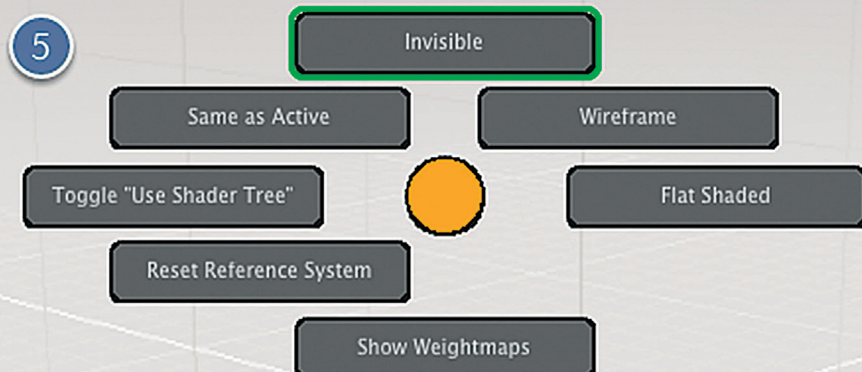 5
Invisible
Same as Active
Wireframe
Toggle "Use Shader Tree"
Flat Shaded
Reset Reference System
Show Weightmaps